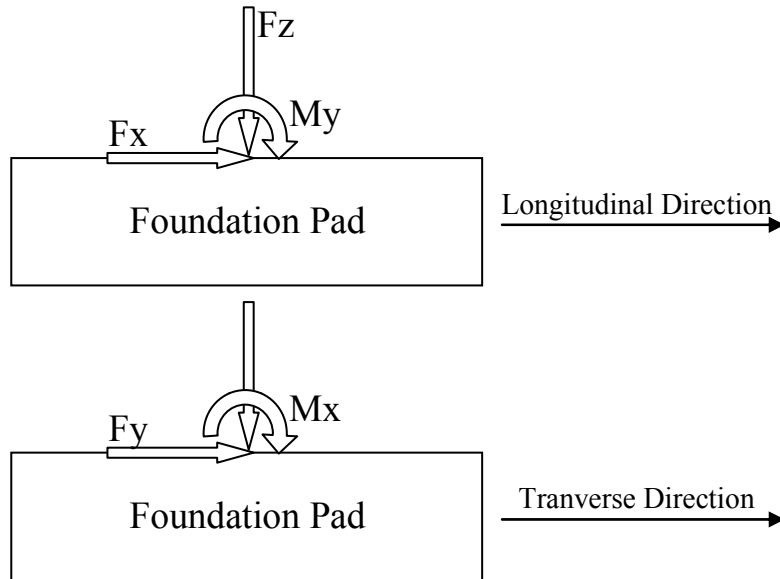 Fz
My
Fx
Foundation Pad
Longitudinal Direction
Mx
Fy
Foundation Pad
Tranverse Direction